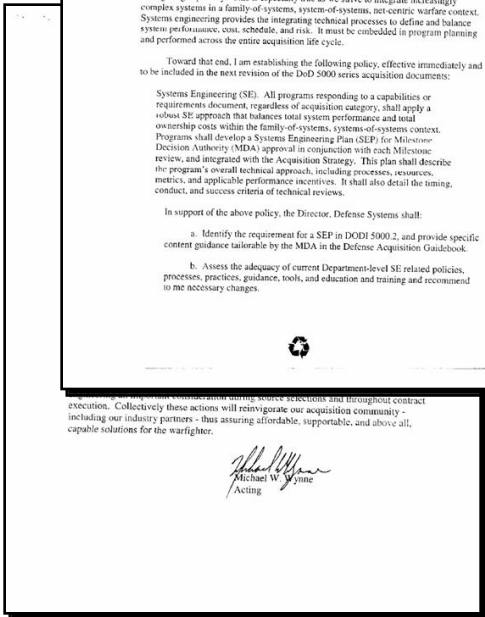 complex systems in a family-of-systems, system-of-systems, net-centric warfare context.
Systems engineering provides the integrating technical processes to define and balance
system performance, cost, schedule, and risk. It must be embedded in program planning
and performed across the entire acquisition life cycle.
Toward that end, I am establishing the following policy, effective immediately and
to be included in the next revision of the DoD 5000 series acquisition documents:
Systems Engineering (SE). All programs responding to a capabilities or
requirements document, regardless of acquisition category, shall apply a
robust SE approach that balances total system performance and total
ownership costs within the family-of-systems, systems-of-systems context.
Programs shall develop a Systems Engineering Plan (SEP) for Milestone
Decision Authority (MDA) approval in conjunction with each Milestone
review, and integrated with the Acquisition Strategy. This plan shall describe
the program's overall technical approach, including processes, resources,
metrics, and applicable performance incentives. It shall also detail the timing,
conduct, and success criteria of technical reviews.
In support of the above policy, the Director, Defense Systems shall:
a. Identify the requirement for a SEP in DODI 5000.2, and provide specific
content guidance tailorable by the MDA in the Defense Acquisition Guidebook.
b. Assess the adequacy of current Department-level SE related policies,
processes, practices, guidance, tools, and education and training and recommend
to me necessary changes.
engineering an important consideration during source selections and throughout contract
execution. Collectively these actions will reinvigorate our acquisition community -
including our industry partners - thus assuring affordable, supportable, and above all,
capable solutions for the warfighter.
Michael W. Wynne
Acting